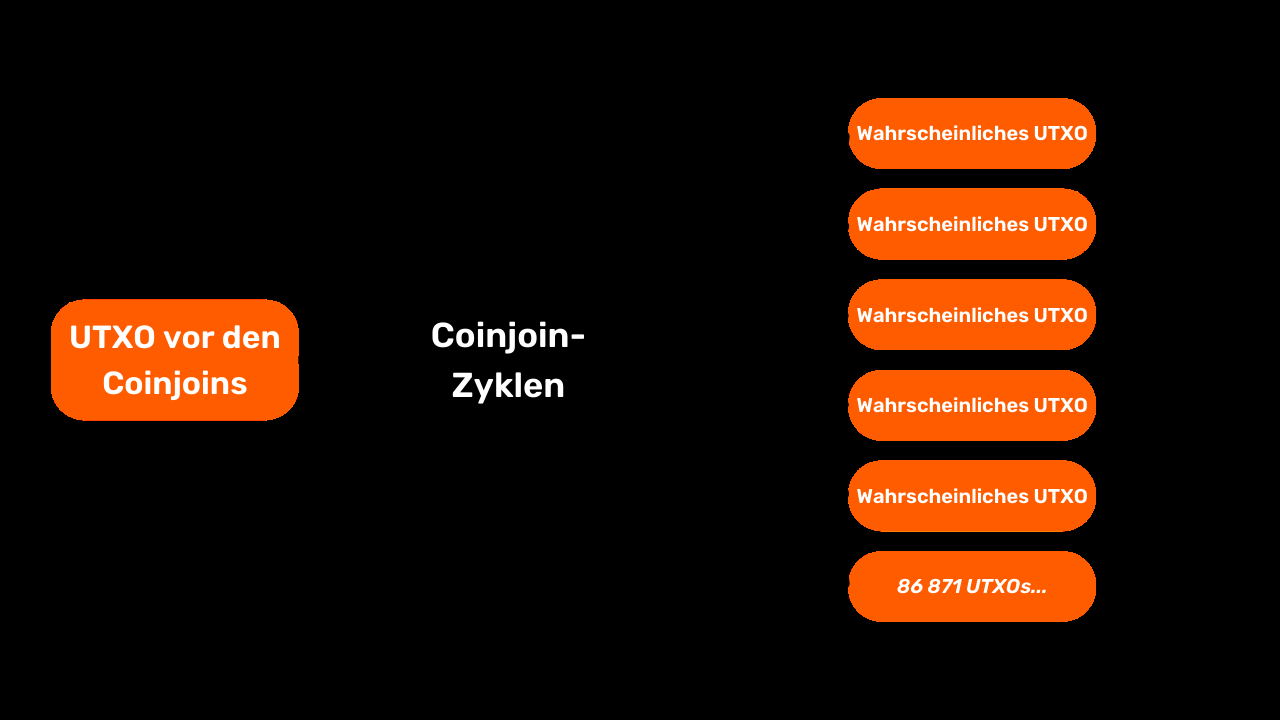 UTXO vor den
Coinjoins
Coinjoin-
Zyklen
Wahrscheinliches UTXO
Wahrscheinliches UTXO
Wahrscheinliches UTXO
Wahrscheinliches UTXO
Wahrscheinliches UTXO
86 871 UTXOs...